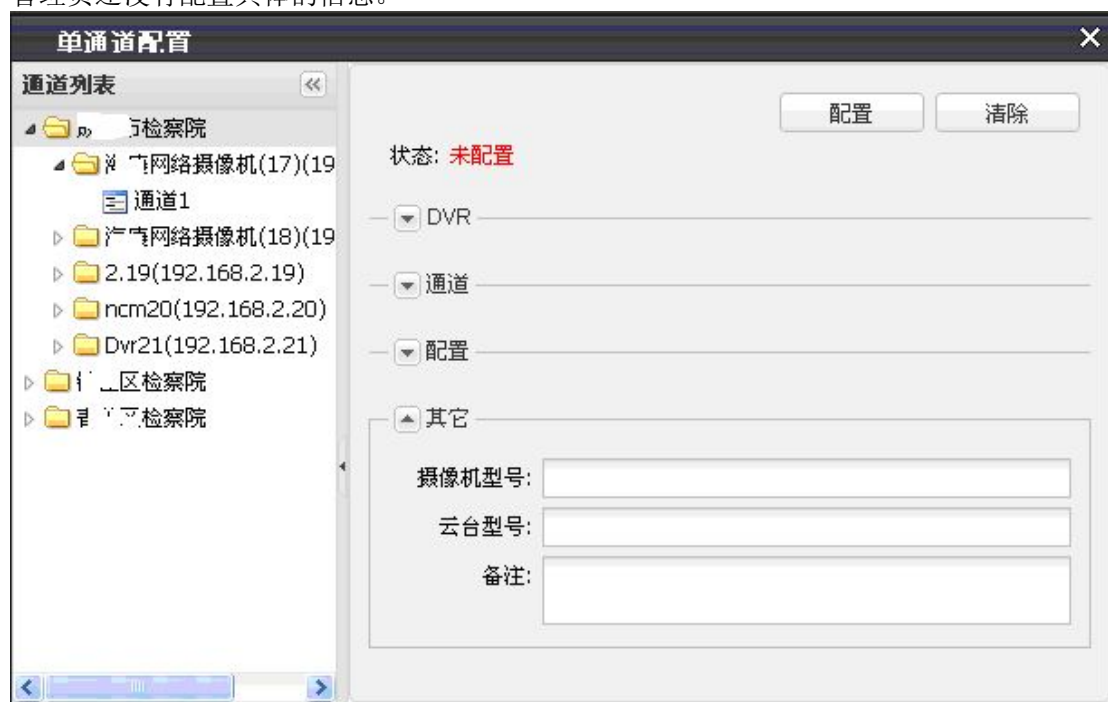 单通道配置
通道列表
市检察院
网络摄像机(17)(19
通道1
网络摄像机(18)(19
2.19(192.168.2.19)
ncm20(192.168.2.20)
Dvr21(192.168.2.21)
区检察院
区检察院
配置 清除
状态: 未配置
DVR
通道
配置
其它
摄像机型号:
云台型号:
备注: